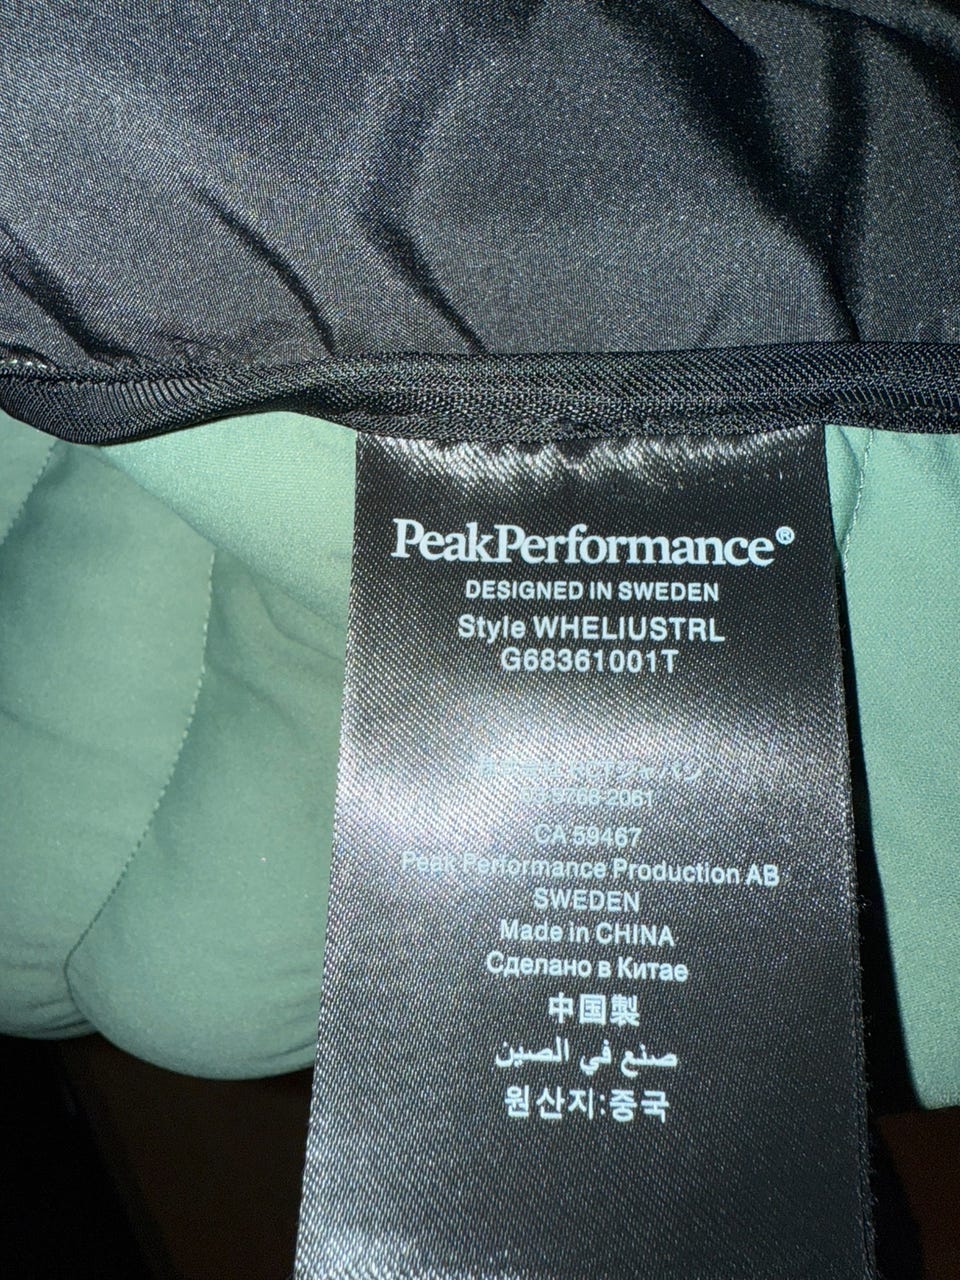 PeakPerformance®
DESIGNED IN SWEDEN
Style WHELIUSTRL
G68361001T
CA 59467
Peak Performance Production AB
SWEDEN
Made in CHINA
Сделано в Китае
中国製
صنع في الصين
원산지:중국